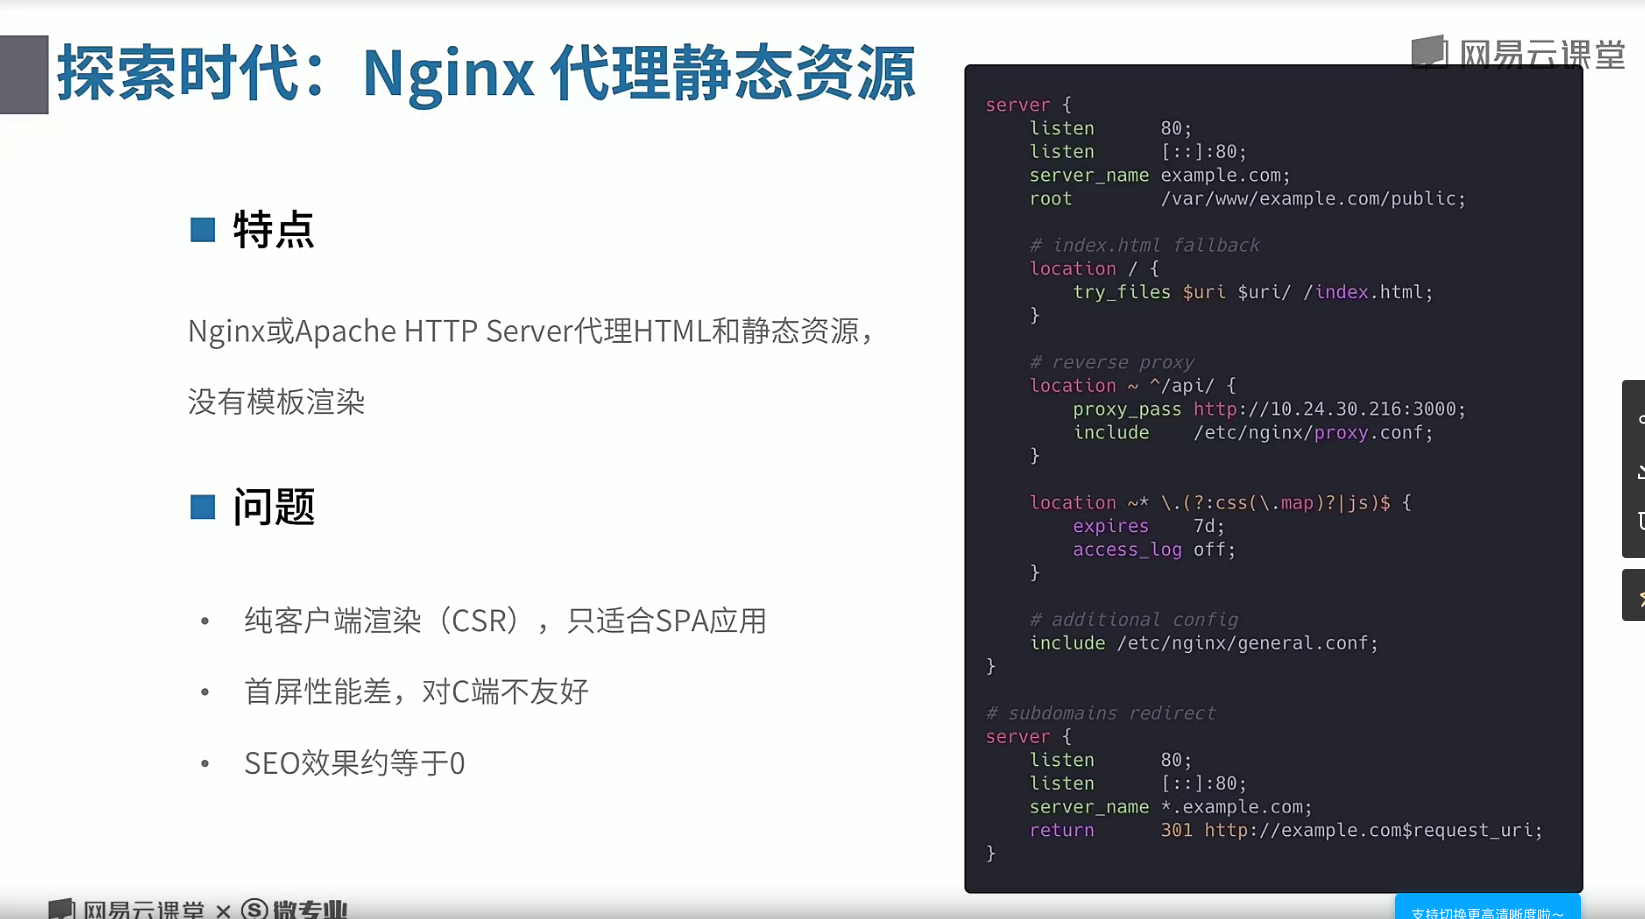 探索时代：Nginx 代理静态资源
网易云课堂
特点
Nginx或Apache HTTP Server代理HTML和静态资源，
没有模板渲染
问题
• 纯客户端渲染（CSR），只适合SPA应用
• 首屏性能差，对C端不友好
• SEO效果约等于0
server {
    listen      80;
    listen      [::]:80;
    server_name example.com;
    root        /var/www/example.com/public;

    # index.html fallback
    location / {
        try_files $uri $uri/ /index.html;
    }

    # reverse proxy
    location ~ ^/api/ {
        proxy_pass http://10.24.30.216:3000;
        include    /etc/nginx/proxy.conf;
    }

    location ~* \.(?:css(\.map)?|js)$ {
        expires    7d;
        access_log off;
    }

    # additional config
    include /etc/nginx/general.conf;
}

# subdomains redirect
server {
    listen      80;
    listen      [::]:80;
    server_name *.example.com;
    return      301 http://example.com$request_uri;
}
网易云课堂 × 微专业
支持切换更高清晰度啦～